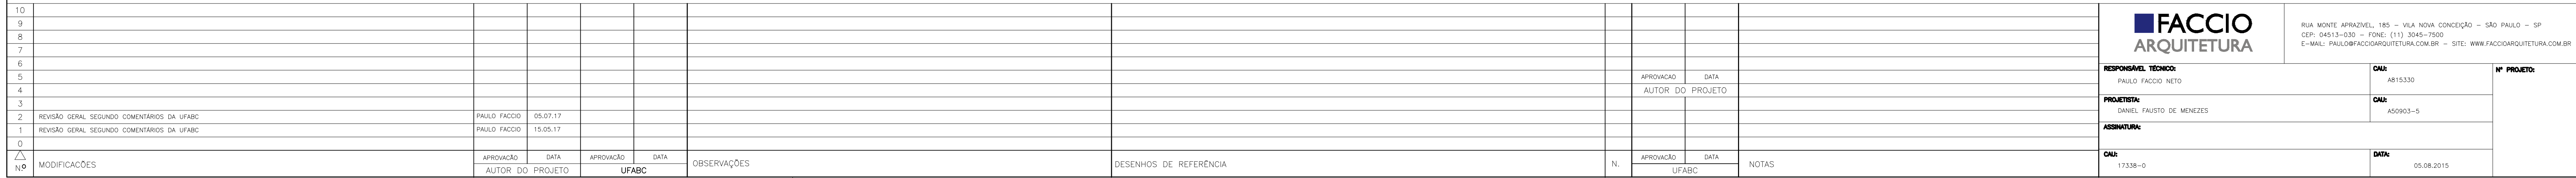 10
9
8
7
6
5
4
3
2 REVISÃO GERAL SEGUNDO COMENTÁRIOS DA UFABC PAULO FACCIO 05.07.17
1 REVISÃO GERAL SEGUNDO COMENTÁRIOS DA UFABC PAULO FACCIO 15.05.17
0
N.º MODIFICACÕES
APROVACÃO DATA APROVACÃO DATA
AUTOR DO PROJETO UFABC
OBSERVAÇÕES
DESENHOS DE REFERÊNCIA
N.
APROVACAO DATA
AUTOR DO PROJETO
APROVACÃO DATA
UFABC
NOTAS
FACCIO
ARQUITETURA
RUA MONTE APRAZÍVEL, 185 – VILA NOVA CONCEIÇÃO – SÃO PAULO – SP
CEP: 04513–030 – FONE: (11) 3045–7500
E–MAIL: PAULO@FACCIOARQUITETURA.COM.BR – SITE: WWW.FACCIOARQUITETURA.COM.BR
RESPONSÁVEL TÉCNICO: CAU: Nº PROJETO:
PAULO FACCIO NETO A815330
PROJETISTA: CAU:
DANIEL FAUSTO DE MENEZES A50903–5
ASSINATURA:
CAU: DATA:
17338–0 05.08.2015